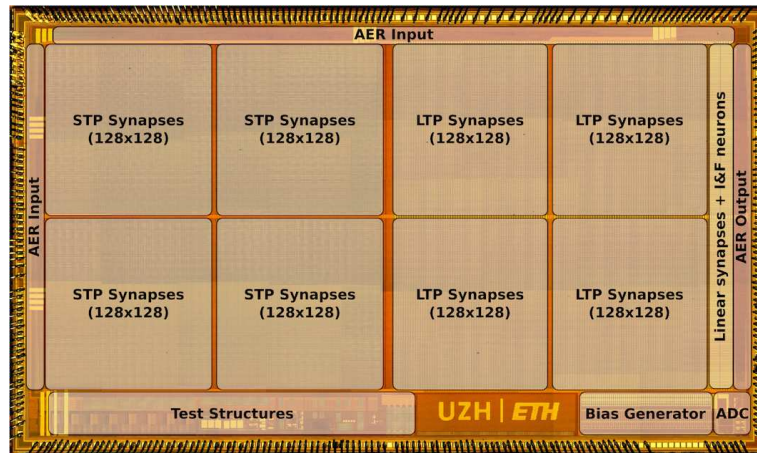 AER Input
STP Synapses
(128x128)
STP Synapses
(128x128)
LTP Synapses
(128x128)
LTP Synapses
(128x128)
AER Input
Linear synapses + I&F neurons
AER Output
STP Synapses
(128x128)
STP Synapses
(128x128)
LTP Synapses
(128x128)
LTP Synapses
(128x128)
Test Structures
UZH | ETH
Bias Generator
ADC